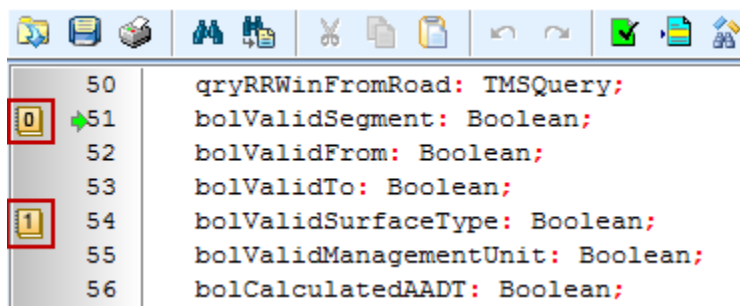 50 qryRRWinFromRoad: TMSQuery;
0 51 bolValidSegment: Boolean;
52 bolValidFrom: Boolean;
53 bolValidTo: Boolean;
1 54 bolValidSurfaceType: Boolean;
55 bolValidManagementUnit: Boolean;
56 bolCalculatedAADT: Boolean;